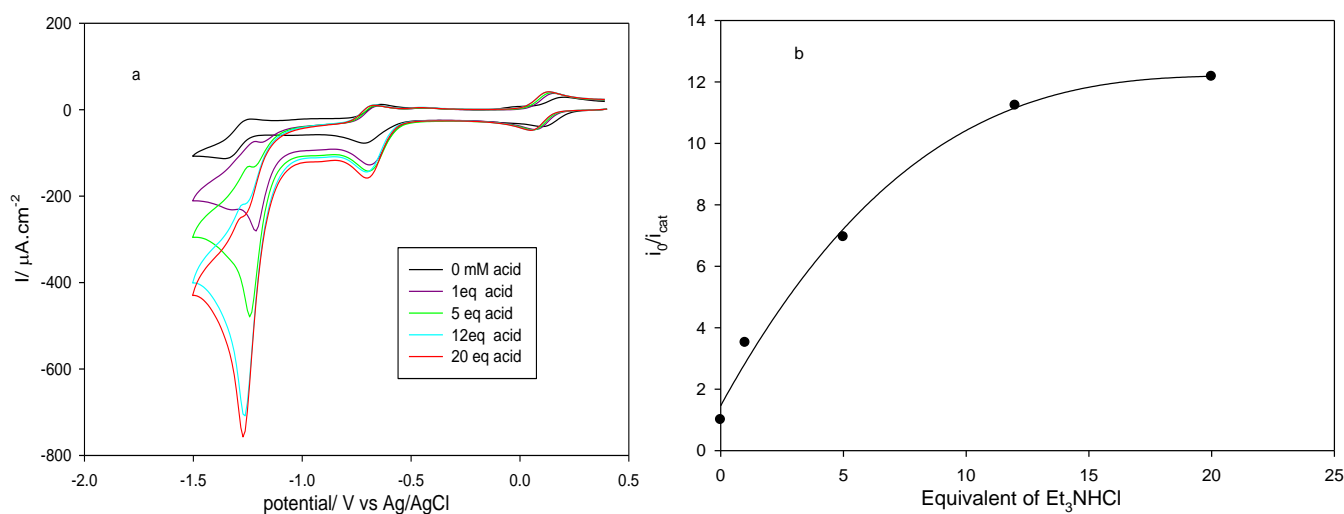 a
I/ µA.cm-2
200
0
-200
-400
-600
-800
-2.0 -1.5 -1.0 -0.5 0.0 0.5
potential/ V vs Ag/AgCl
0 mM acid
1eq acid
5 eq acid
12eq acid
20 eq acid
b
i0/icat
14
12
10
8
6
4
2
0
0 5 10 15 20 25
Equivalent of Et3NHCl